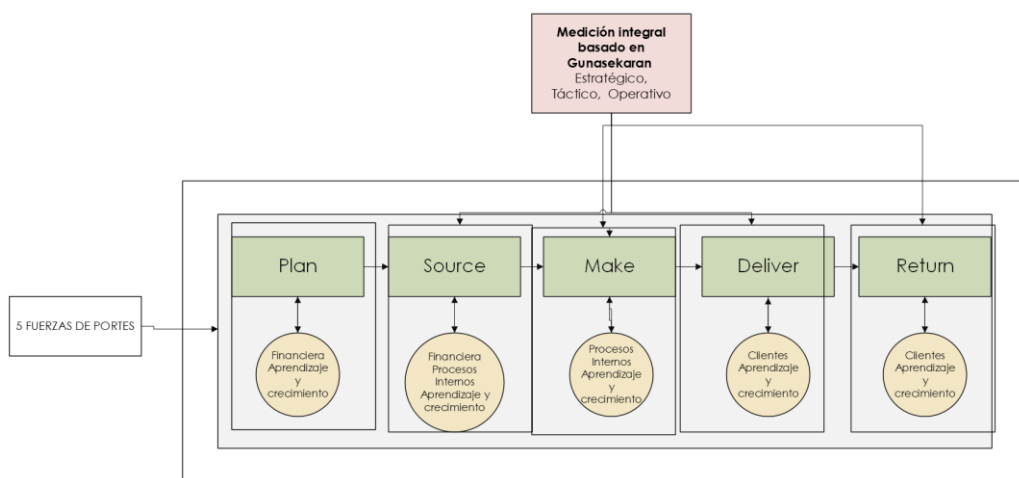 Medición integral
basado en
Gunasekaran
Estratégico,
Táctico, Operativo
Plan
Source
Make
Deliver
Return
5 FUERZAS DE PORTES
Financiera
Aprendizaje
y
crecimiento
Financiera
Procesos
Internos
Aprendizaje y
crecimiento
Procesos
Internos
Aprendizaje
y
crecimiento
Clientes
Aprendizaje
y
crecimiento
Clientes
Aprendizaje
y
crecimiento